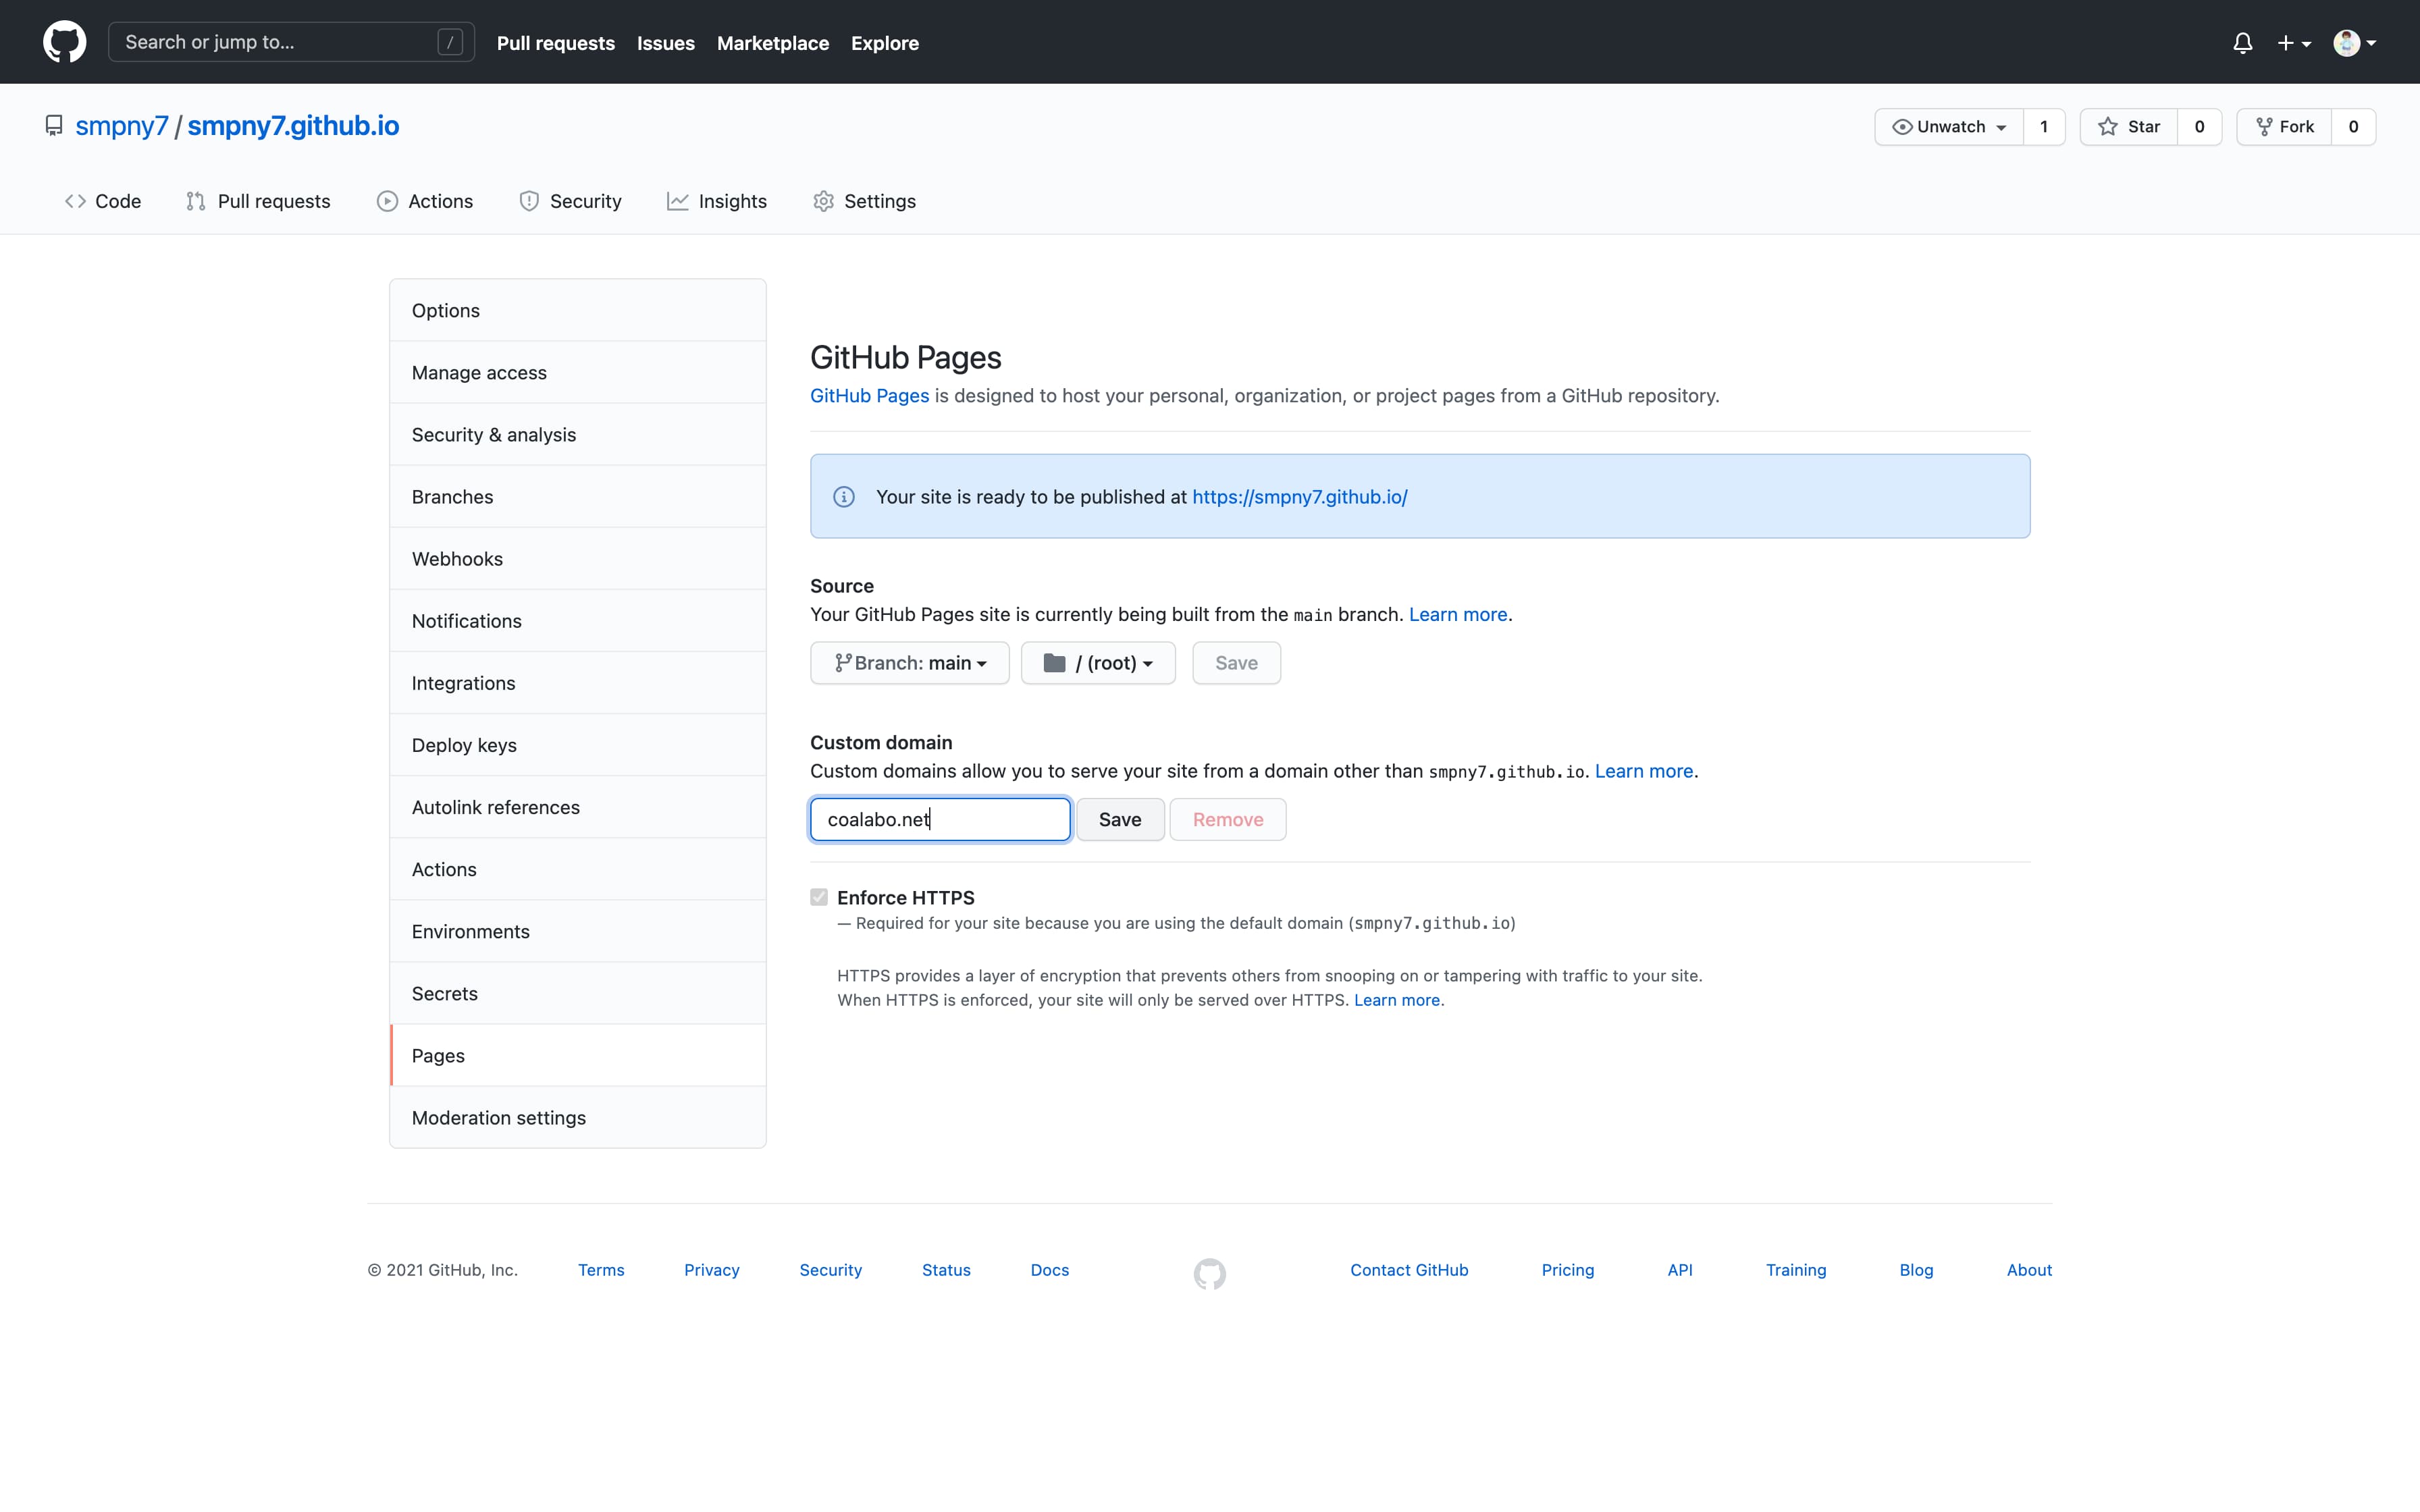 Search or jump to... /
Pull requests Issues Marketplace Explore
smpny7 / smpny7.github.io
Unwatch 1 Star 0 Fork 0
Code Pull requests Actions Security Insights Settings
Options
Manage access
Security & analysis
Branches
Webhooks
Notifications
Integrations
Deploy keys
Autolink references
Actions
Environments
Secrets
Pages
Moderation settings
GitHub Pages
GitHub Pages is designed to host your personal, organization, or project pages from a GitHub repository.
Your site is ready to be published at https://smpny7.github.io/
Source
Your GitHub Pages site is currently being built from the main branch. Learn more.
Branch: main / (root) Save
Custom domain
Custom domains allow you to serve your site from a domain other than smpny7.github.io. Learn more.
coalabo.net Save Remove
Enforce HTTPS
— Required for your site because you are using the default domain (smpny7.github.io)
HTTPS provides a layer of encryption that prevents others from snooping on or tampering with traffic to your site.
When HTTPS is enforced, your site will only be served over HTTPS. Learn more.
© 2021 GitHub, Inc. Terms Privacy Security Status Docs Contact GitHub Pricing API Training Blog About